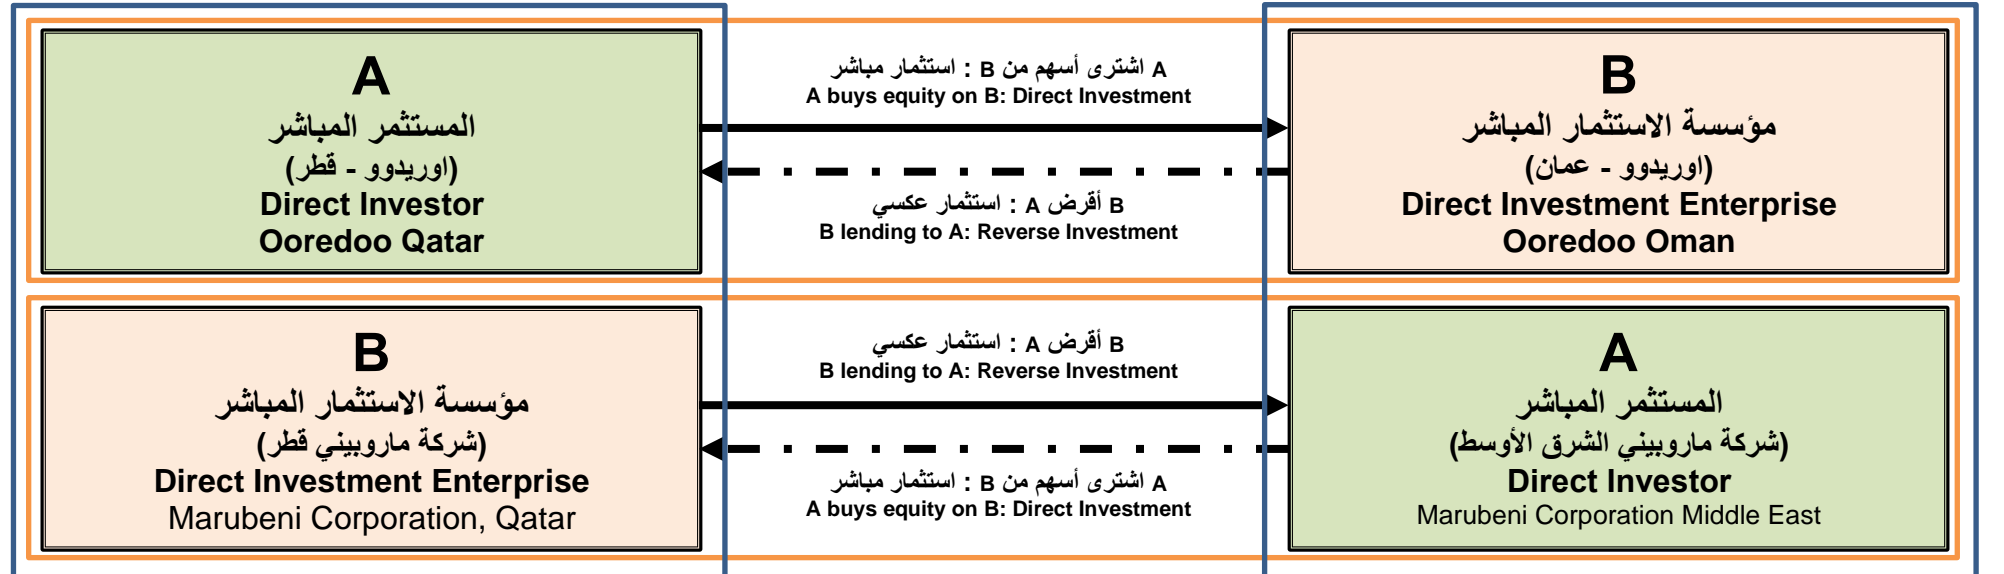 A
المستثمر المباشر
(اوريدوو - قطر)
Direct Investor
Ooredoo Qatar
A اشترى أسهم من B : استثمار مباشر
A buys equity on B: Direct Investment
B أقرض A : استثمار عكسي
B lending to A: Reverse Investment
B
مؤسسة الاستثمار المباشر
(اوريدوو - عمان)
Direct Investment Enterprise
Ooredoo Oman
B
مؤسسة الاستثمار المباشر
(شركة ماروبيني قطر)
Direct Investment Enterprise
Marubeni Corporation, Qatar
B أقرض A : استثمار عكسي
B lending to A: Reverse Investment
A اشترى أسهم من B : استثمار مباشر
A buys equity on B: Direct Investment
A
المستثمر المباشر
(شركة ماروبيني الشرق الأوسط)
Direct Investor
Marubeni Corporation Middle East